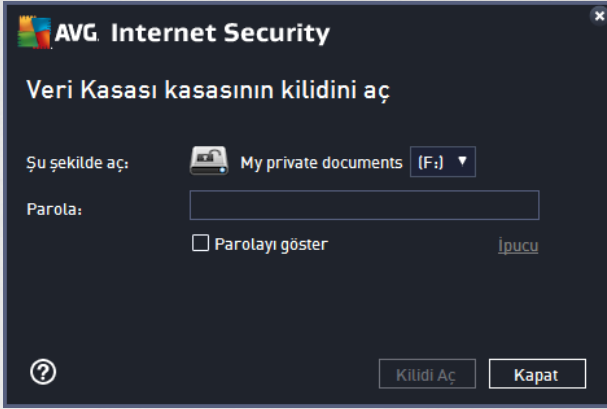 AVG. Internet Security
Veri Kasası kasasının kilidini aç
Şu şekilde aç: My private documents (F:)
Parola:
Parolayı göster İpucu
? Kilidi Aç Kapat